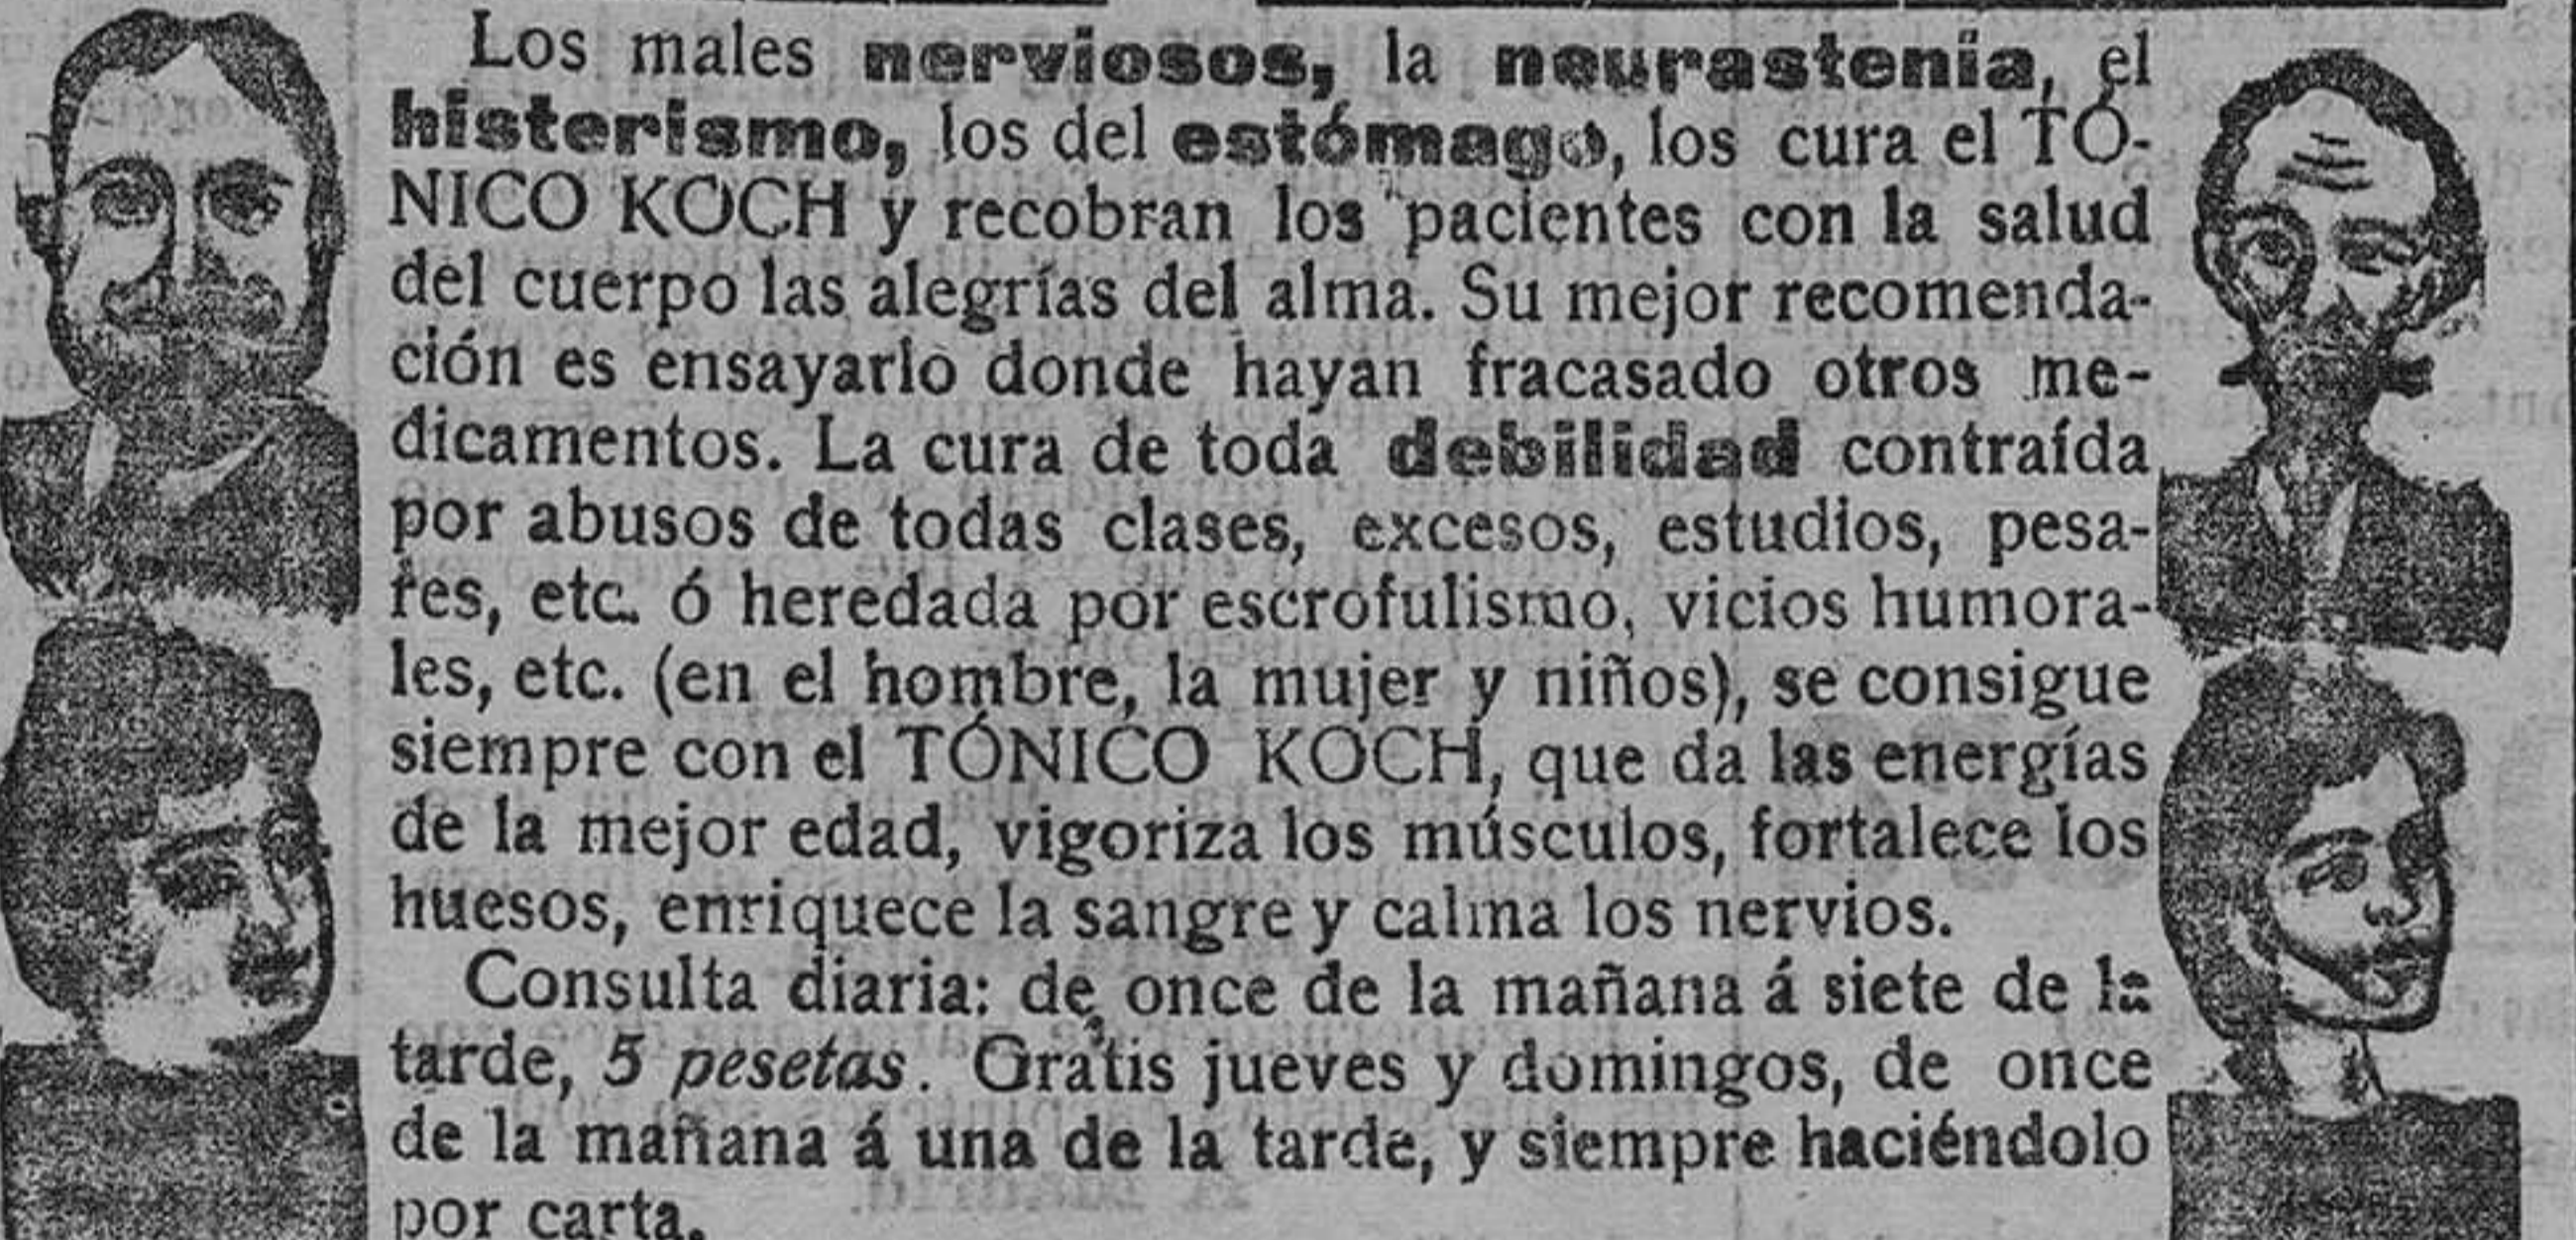 Los males nerviosos, la neurastenia, el
histerismo, los del estómago, los cura el TÓ-
NICO KOCH y recobran los pacientes con la salud
del cuerpo las alegrías del alma. Su mejor recomenda-
ción es ensayarlo donde hayan fracasado otros me-
dicamentos. La cura de toda debilidad contraída
por abusos de todas clases, excesos, estudios, pesa-
res, etc. ó heredada por escrofulismo, vicios humora-
les, etc. (en el hombre, la mujer y niños), se consigue
siempre con el TÓNICO KOCH, que da las energías
de la mejor edad, vigoriza los músculos, fortalece los
huesos, enriquece la sangre y calma los nervios.
Consulta diaria: de once de la mañana á siete de la
tarde, 5 pesetas. Gratis jueves y domingos, de once
de la mañana á una de la tarde, y siempre haciéndolo
por carta.